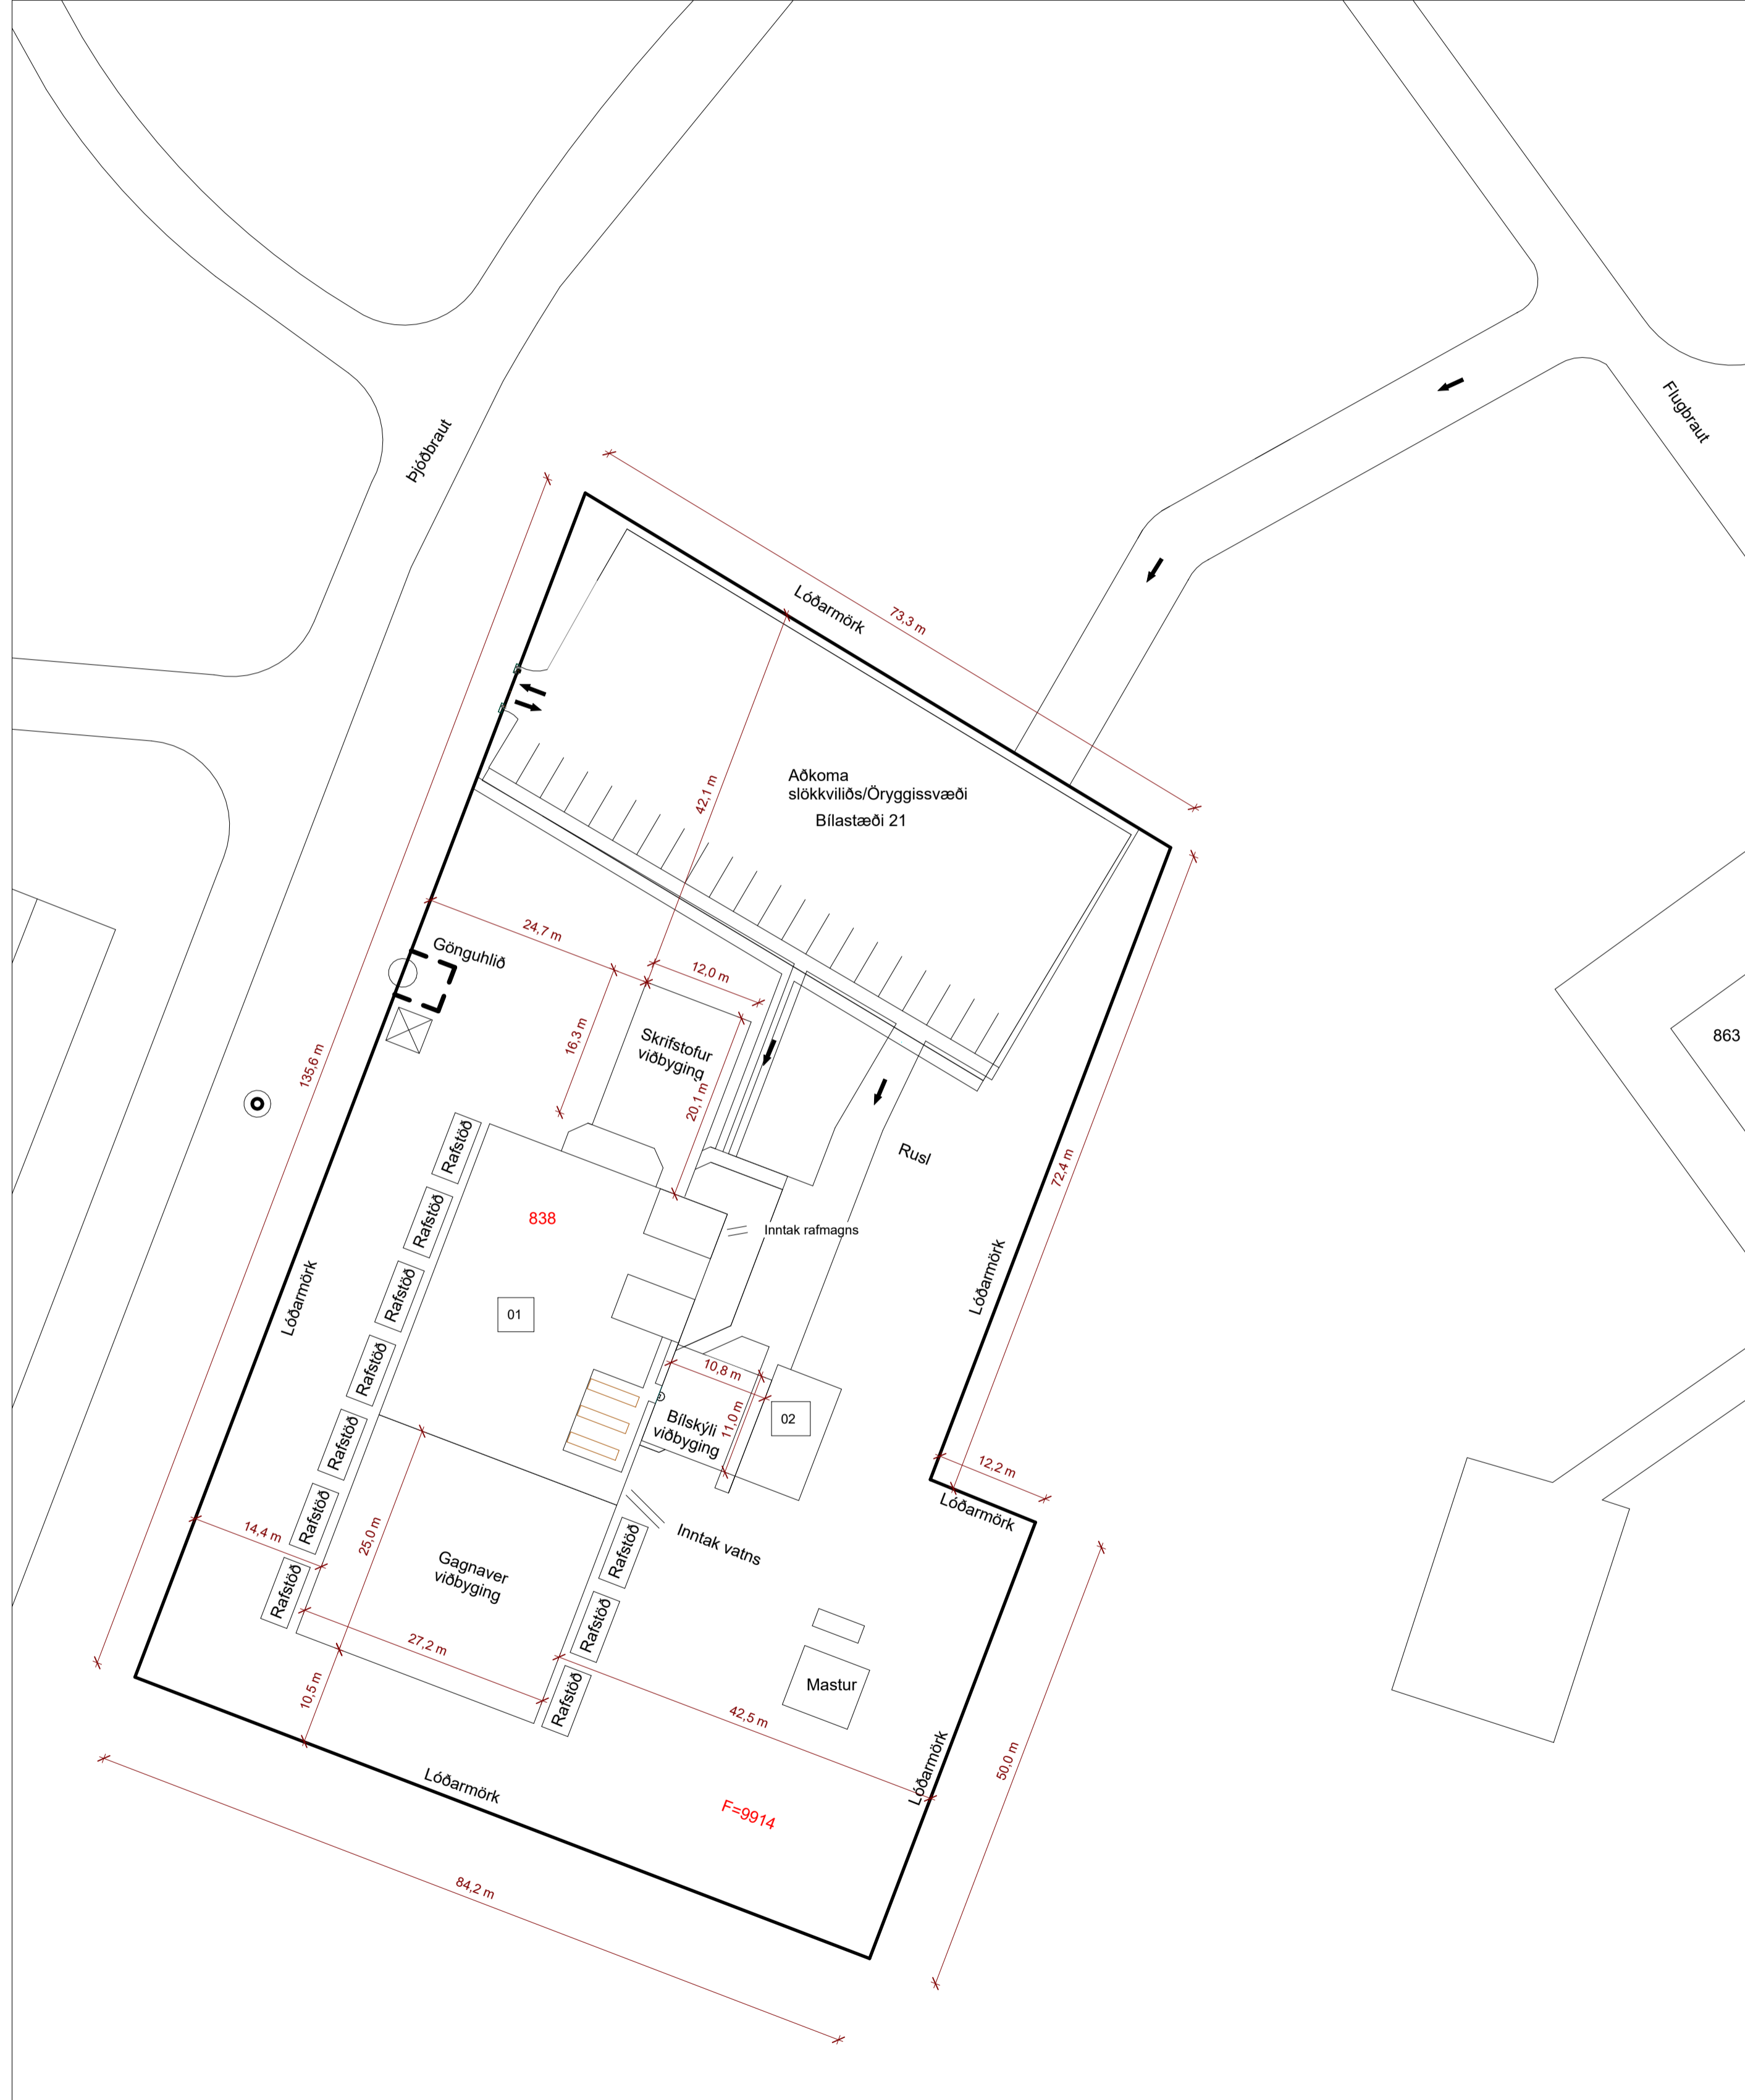 Þjóðbraut
Flugbraut
Lóðarmörk
73,3 m
Aðkoma
slökkviliðs/Öryggissvæði
Bílastæði 21
42,1 m
24,7 m
Gönguhlið
12,0 m
16,3 m
Skrifstofur
viðbyging
20,1 m
135,6 m
863
Rusl
72,4 m
Rafstöð
Rafstöð
Rafstöð
Rafstöð
Rafstöð
Rafstöð
Rafstöð
838
Inntak rafmagns
Lóðarmörk
Lóðarmörk
01
10,8 m
11,0 m
Bílskýli
viðbyging
02
12,2 m
Lóðarmörk
14,4 m
25,0 m
Inntak vatns
Gagnaver
viðbyging
Rafstöð
Rafstöð
Rafstöð
27,2 m
10,5 m
Mastur
42,5 m
50,0 m
Lóðarmörk
Lóðarmörk
F=9914
84,2 m